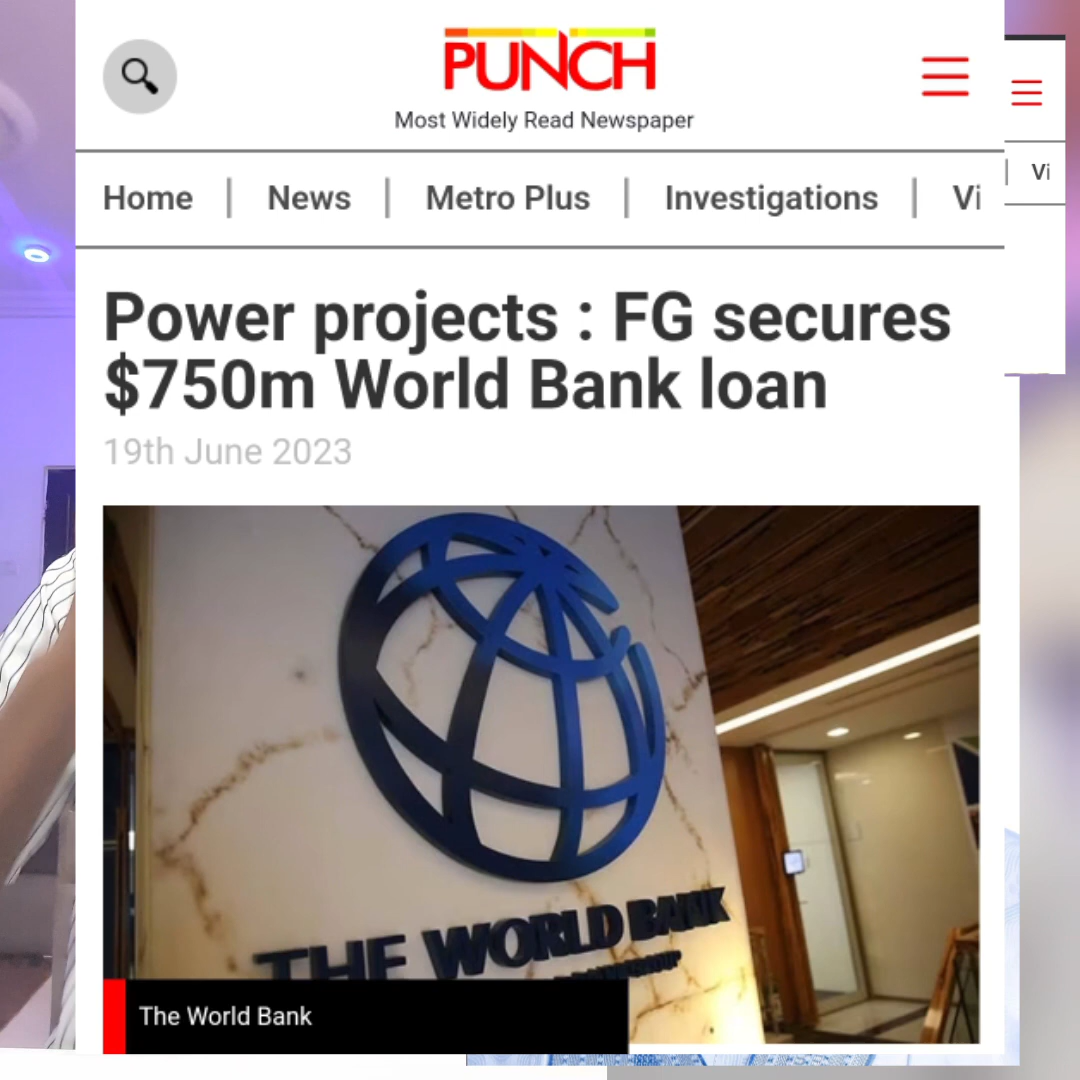 PUNCH
Most Widely Read Newspaper
Home | News | Metro Plus | Investigations | Vi
Vi
Power projects : FG secures
$750m World Bank loan
19th June 2023
THE WORLD BANK
The World Bank